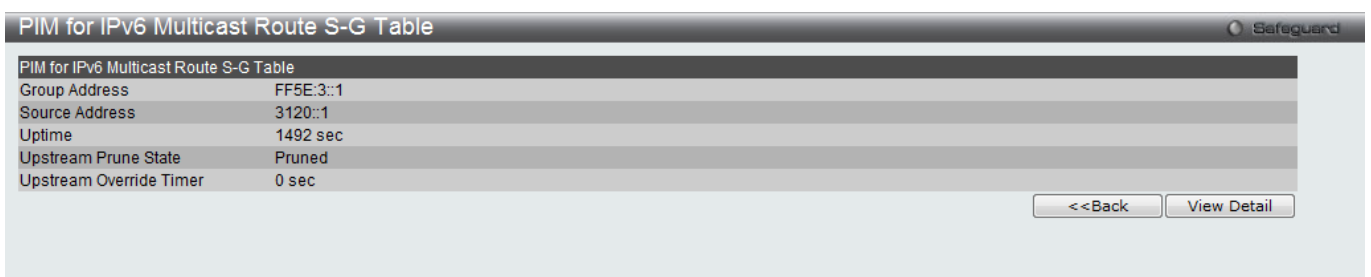 PIM for IPv6 Multicast Route S-G Table
Safeguard
PIM for IPv6 Multicast Route S-G Table
Group Address FF5E:3::1
Source Address 3120::1
Uptime 1492 sec
Upstream Prune State Pruned
Upstream Override Timer 0 sec
<<Back View Detail